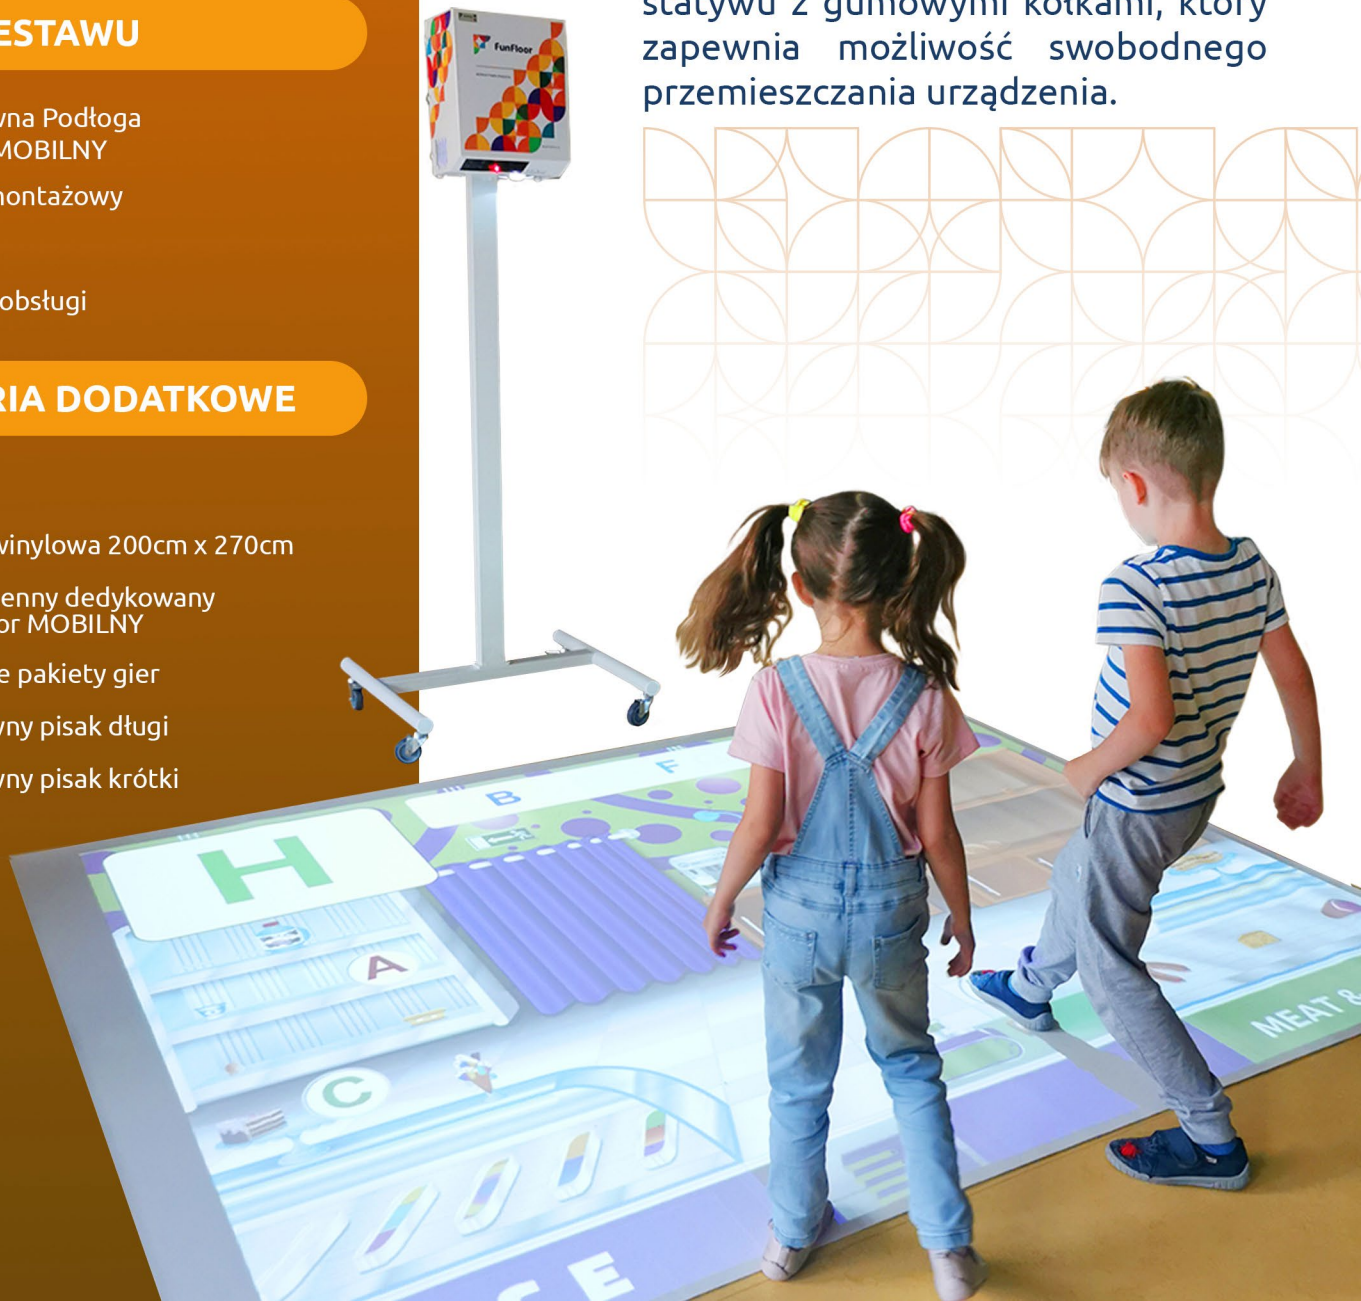 ESTAWU
wna Podłoga
MOBILNY
montażowy
obsługi
RIA DODATKOWE
winylowa 200cm x 270cm
enny dedykowany
or MOBILNY
e pakiety gier
wny pisak długi
wny pisak krótki
FunFloor
statywu z gumowymi kółkami, który
zapewnia możliwość swobodnego
przemieszczania urządzenia.
B
F
H
A
C
MEAT &
CE